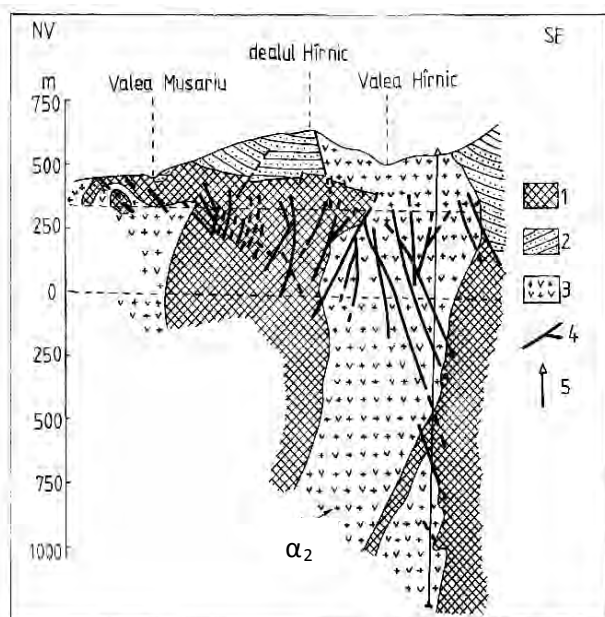 NV
SE
dealul Hîrnic
m
Valea Musariu
Valea Hîrnic
750
500
250
0
250
500
750
1000
1
2
3
4
5
α₂